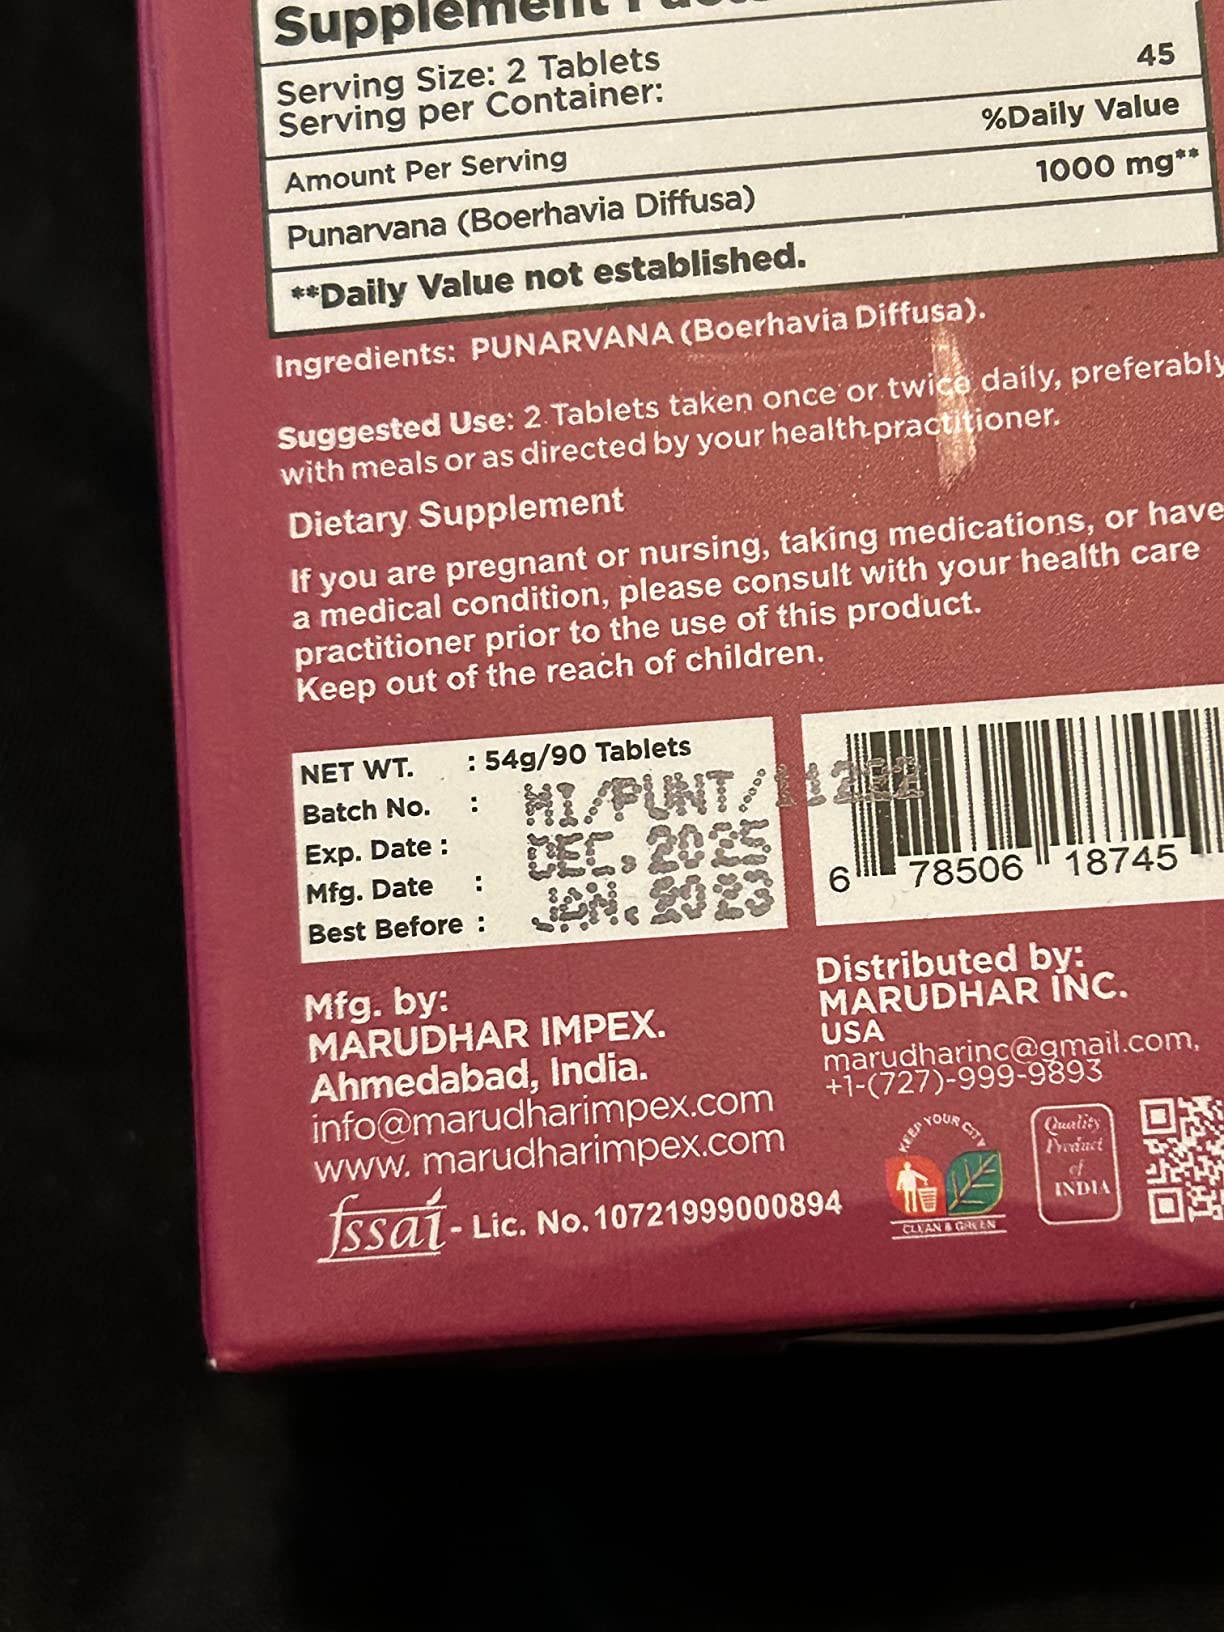 Supplement
Serving Size: 2 Tablets
Serving per Container: 45
%Daily Value
Amount Per Serving
1000 mg**
Punarvana (Boerhavia Diffusa)
**Daily Value not established.
Ingredients: PUNARVANA (Boerhavia Diffusa).
Suggested Use: 2 Tablets taken once or twice daily, preferably
with meals or as directed by your health practitioner.
Dietary Supplement
If you are pregnant or nursing, taking medications, or have
a medical condition, please consult with your health care
practitioner prior to the use of this product.
Keep out of the reach of children.
NET WT. : 54g/90 Tablets
Batch No. : MI/PUNT/
Exp. Date : DEC. 2025
Mfg. Date : JAN. 2023
Best Before :
6 78506 18745
Mfg. by:
MARUDHAR IMPEX.
Ahmedabad, India.
info@marudharimpex.com
www. marudharimpex.com
fssai - Lic. No. 10721999000894
Distributed by:
MARUDHAR INC.
USA
marudharinc@gmail.com,
+1-(727)-999-9893
KEEP YOUR CITY
CLEAN & GREEN
Quality
Product
of
INDIA